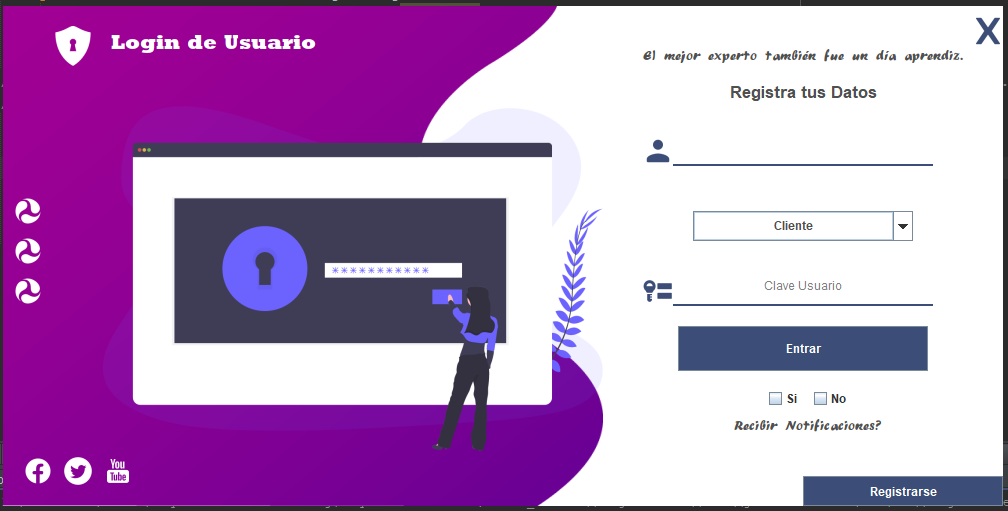 Login de Usuario
X
El mejor experto también fue un día aprendiz.
Registra tus Datos
Cliente
***********
Clave Usuario
Entrar
Si
No
Recibir Notificaciones?
You
Tube
Registrarse